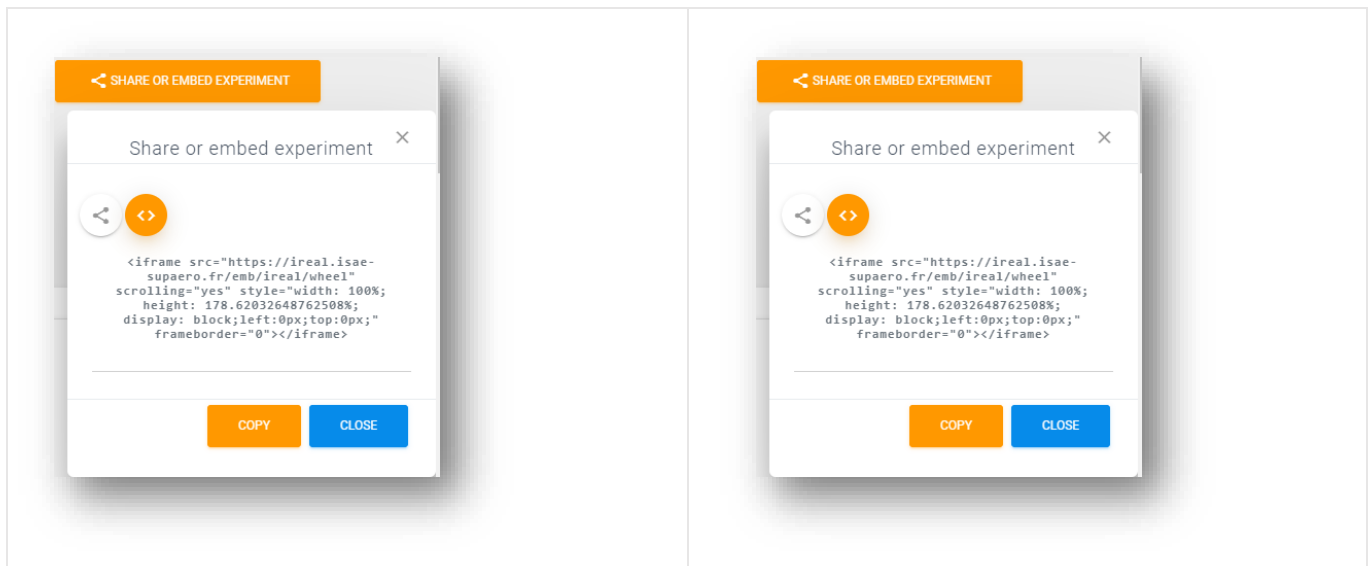 SHARE OR EMBED EXPERIMENT
Share or embed experiment
<iframe src="https://ireal.isae-
supaero.fr/emb/ireal/wheel"
scrolling="yes" style="width: 100%;
height: 178.62032648762508%;
display: block;left:0px;top:0px;"
frameborder="0"></iframe>
COPY CLOSE
SHARE OR EMBED EXPERIMENT
Share or embed experiment
<iframe src="https://ireal.isae-
supaero.fr/emb/ireal/wheel"
scrolling="yes" style="width: 100%;
height: 178.62032648762508%;
display: block;left:0px;top:0px;"
frameborder="0"></iframe>
COPY CLOSE